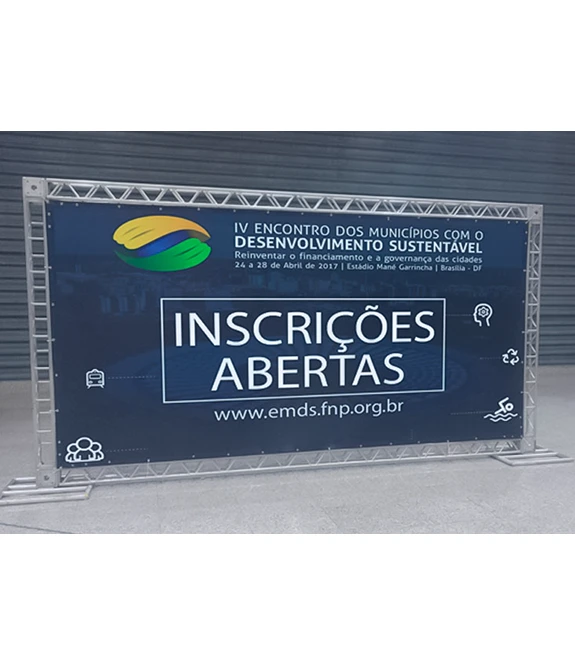 IV ENCONTRO DOS MUNICÍPIOS COM O
DESENVOLVIMENTO SUSTENTÁVEL
Reinventar o financiamento e a governança das cidades
24 a 28 de Abril de 2017 | Estádio Mané Garrincha | Brasília - DF
INSCRIÇÕES
ABERTAS
www.emds.fnp.org.br